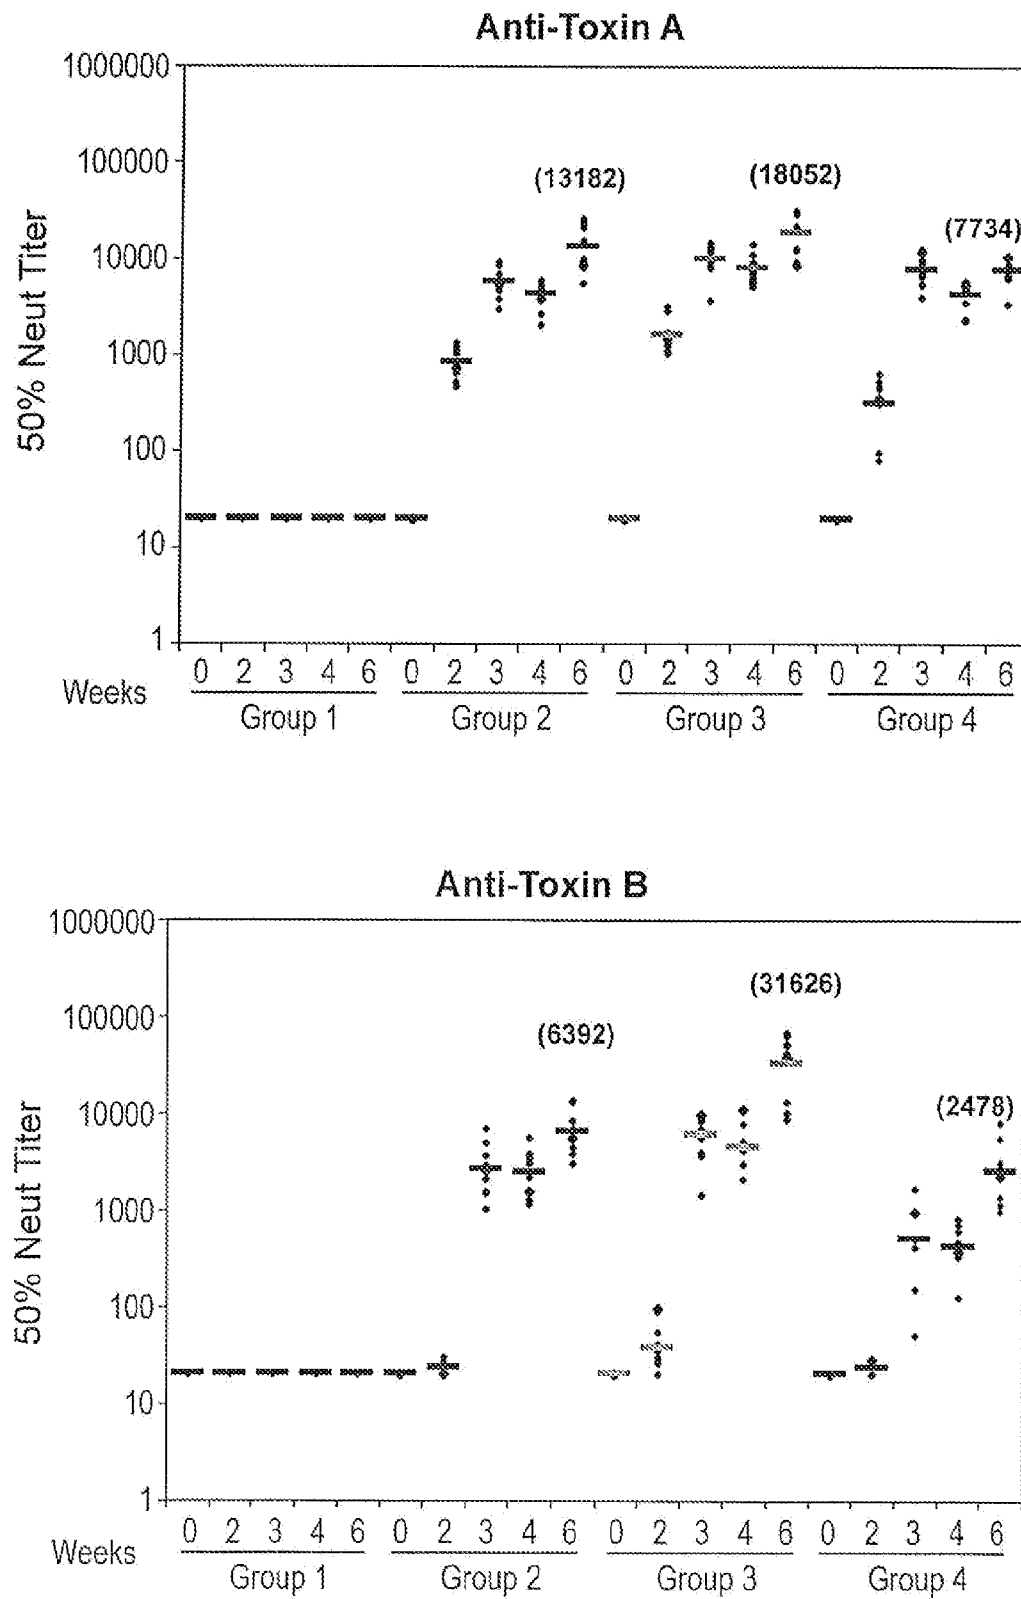 Anti-Toxin A
1000000
100000
10000
1000
100
10
1
50% Neut Titer
(13182)
(18052)
(7734)
Weeks
0 2 3 4 6 0 2 3 4 6 0 2 3 4 6 0 2 3 4 6
Group 1 Group 2 Group 3 Group 4
Anti-Toxin B
1000000
100000
10000
1000
100
10
1
50% Neut Titer
(6392)
(31626)
(2478)
Weeks
0 2 3 4 6 0 2 3 4 6 0 2 3 4 6 0 2 3 4 6
Group 1 Group 2 Group 3 Group 4